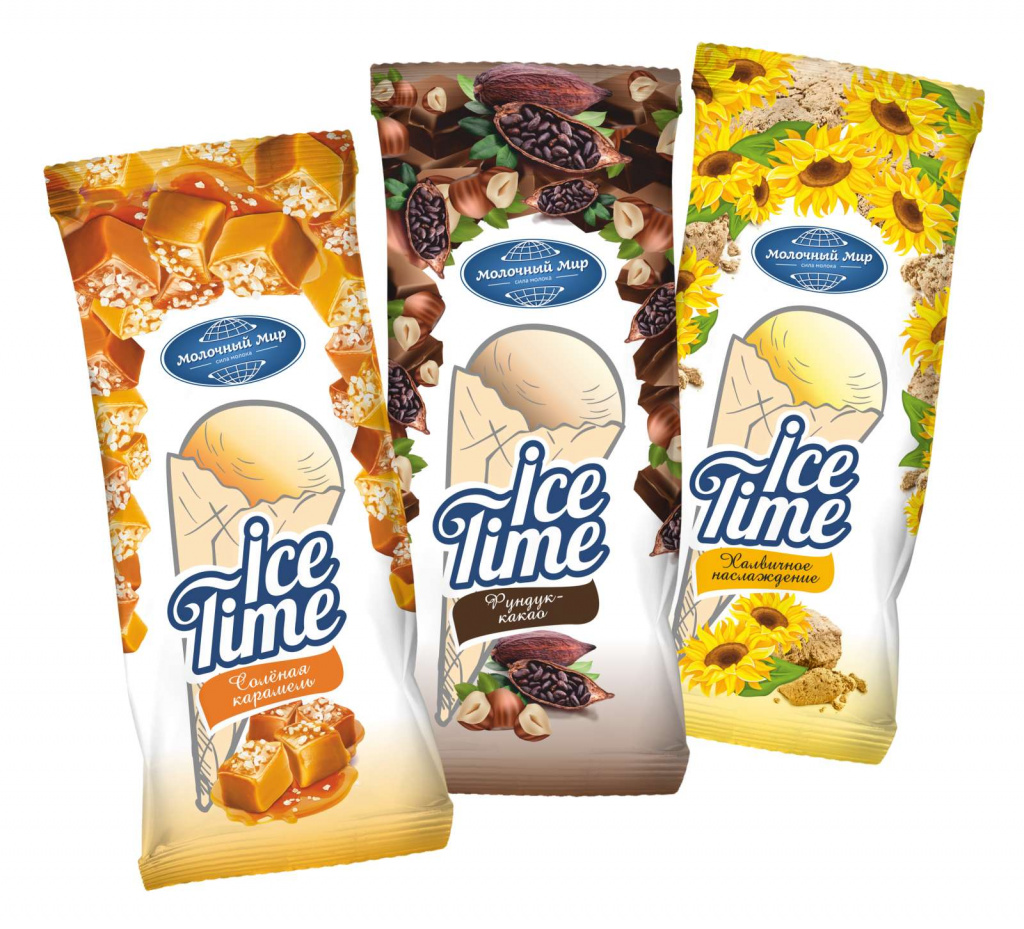 Молочный Мир
сила молока
Ice
Time
Солёная
карамель
Молочный Мир
сила молока
Ice
Time
Фундук-
какао
Молочный Мир
сила молока
Ice
Time
Халвичное
наслаждение